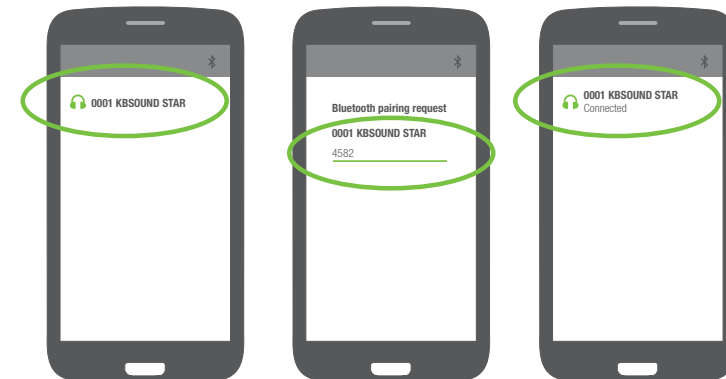 0001 KBSOUND STAR
Bluetooth pairing request
0001 KBSOUND STAR
4582
0001 KBSOUND STAR
Connected